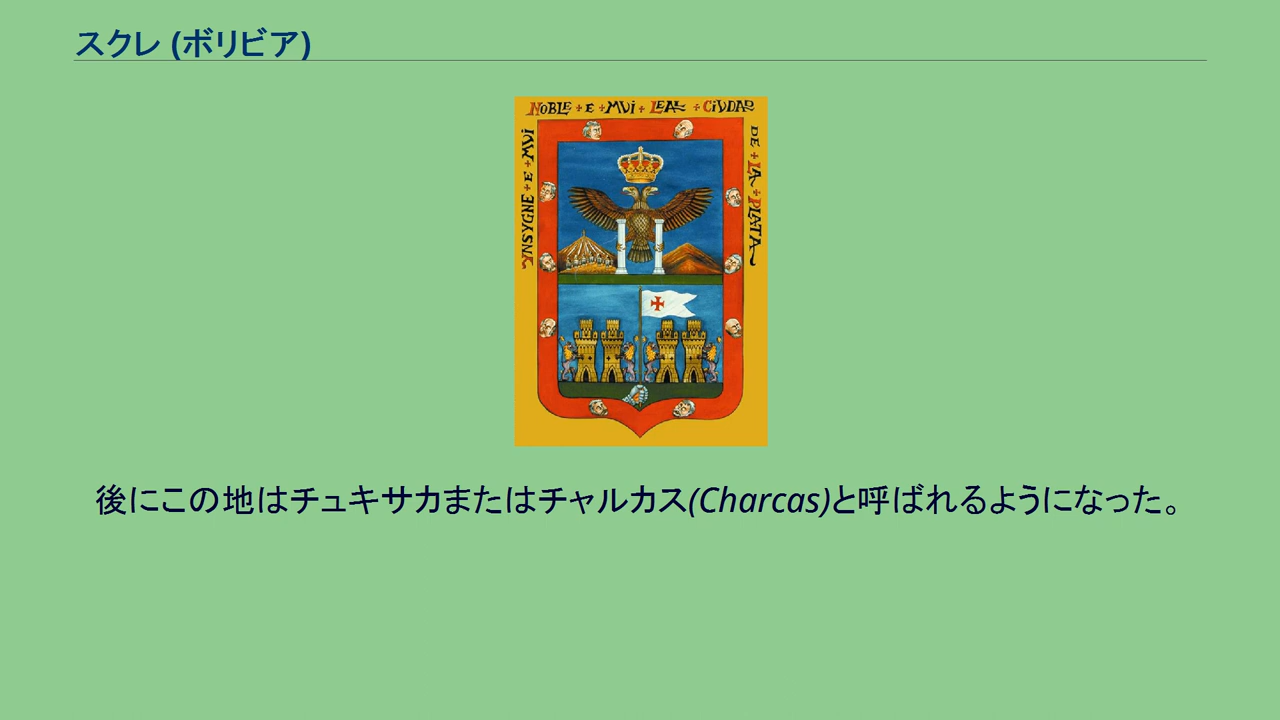 スクレ (ボリビア)
NOBLE + E + MVI + LEAL + CIVDAD
YNSYGNE + E + MVI
DE + LA + PLATA
後にこの地はチュキサカまたはチャルカス(Charcas)と呼ばれるようになった。